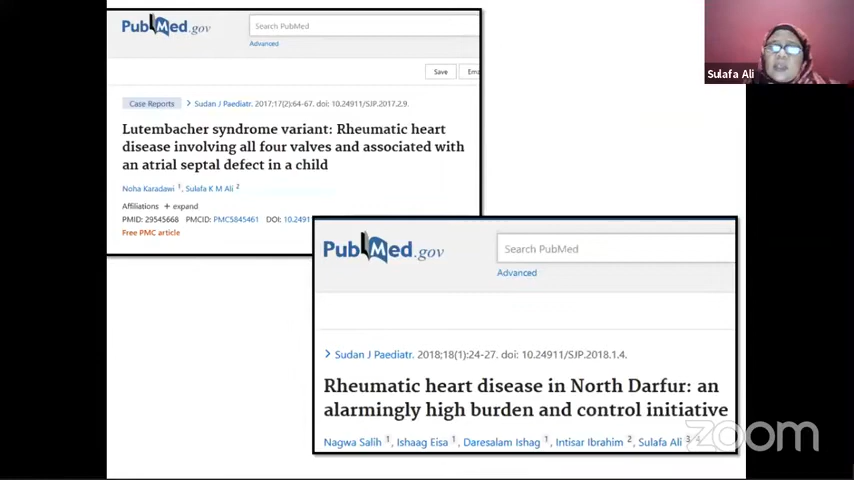 PubMed.gov
Search PubMed
Advanced
Save
Case Reports
> Sudan J Paediatr. 2017;17(2):64-67. doi: 10.24911/SJP.2017.2.9.
Lutembacher syndrome variant: Rheumatic heart
disease involving all four valves and associated with
an atrial septal defect in a child
Noha Karadawi 1, Sulafa K M Ali 2
Affiliations + expand
PMID: 29545668 PMCID: PMC5845461 DOI: 10.2491
Free PMC article
Sulafa Ali
PubMed.gov
Search PubMed
Advanced
> Sudan J Paediatr. 2018;18(1):24-27. doi: 10.24911/SJP.2018.1.4.
Rheumatic heart disease in North Darfur: an
alarmingly high burden and control initiative
Nagwa Salih 1, Ishaag Eisa 1, Daresalam Ishag 1, Intisar Ibrahim 2, Sulafa Ali 3 4
zoom